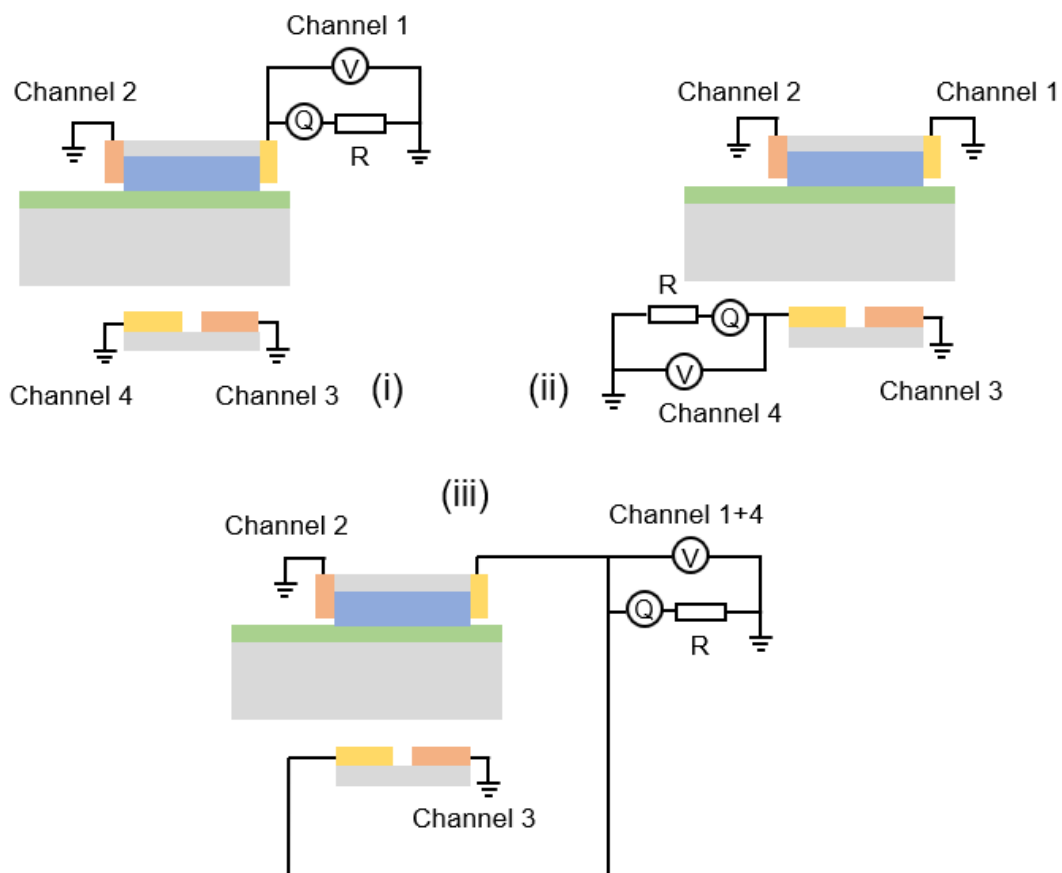 Channel 1
V
Channel 2
Q
R
Channel 4
Channel 3
(i)
Channel 2
Channel 1
R
Q
V
Channel 4
Channel 3
(ii)
(iii)
Channel 2
Channel 1+4
V
Q
R
Channel 3